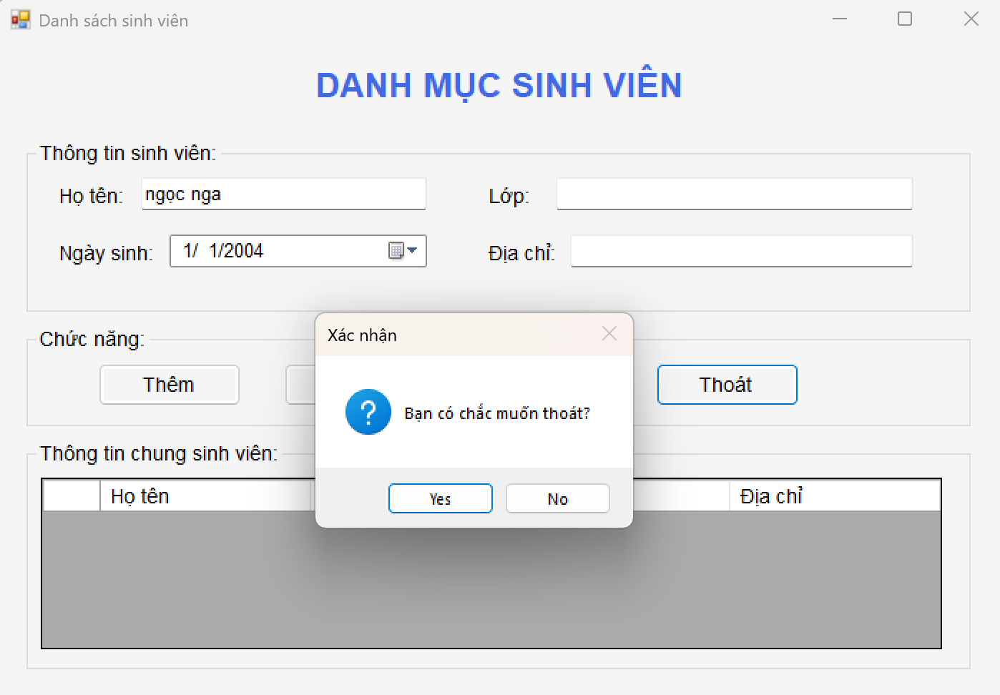 Danh sách sinh viên
DANH MỤC SINH VIÊN
Thông tin sinh viên:
Họ tên: ngọc nga Lớp:
Ngày sinh: 1/ 1/2004 Địa chỉ:
Chức năng:
Thêm Thoát
Xác nhận
Bạn có chắc muốn thoát?
Yes No
Thông tin chung sinh viên:
Họ tên Địa chỉ